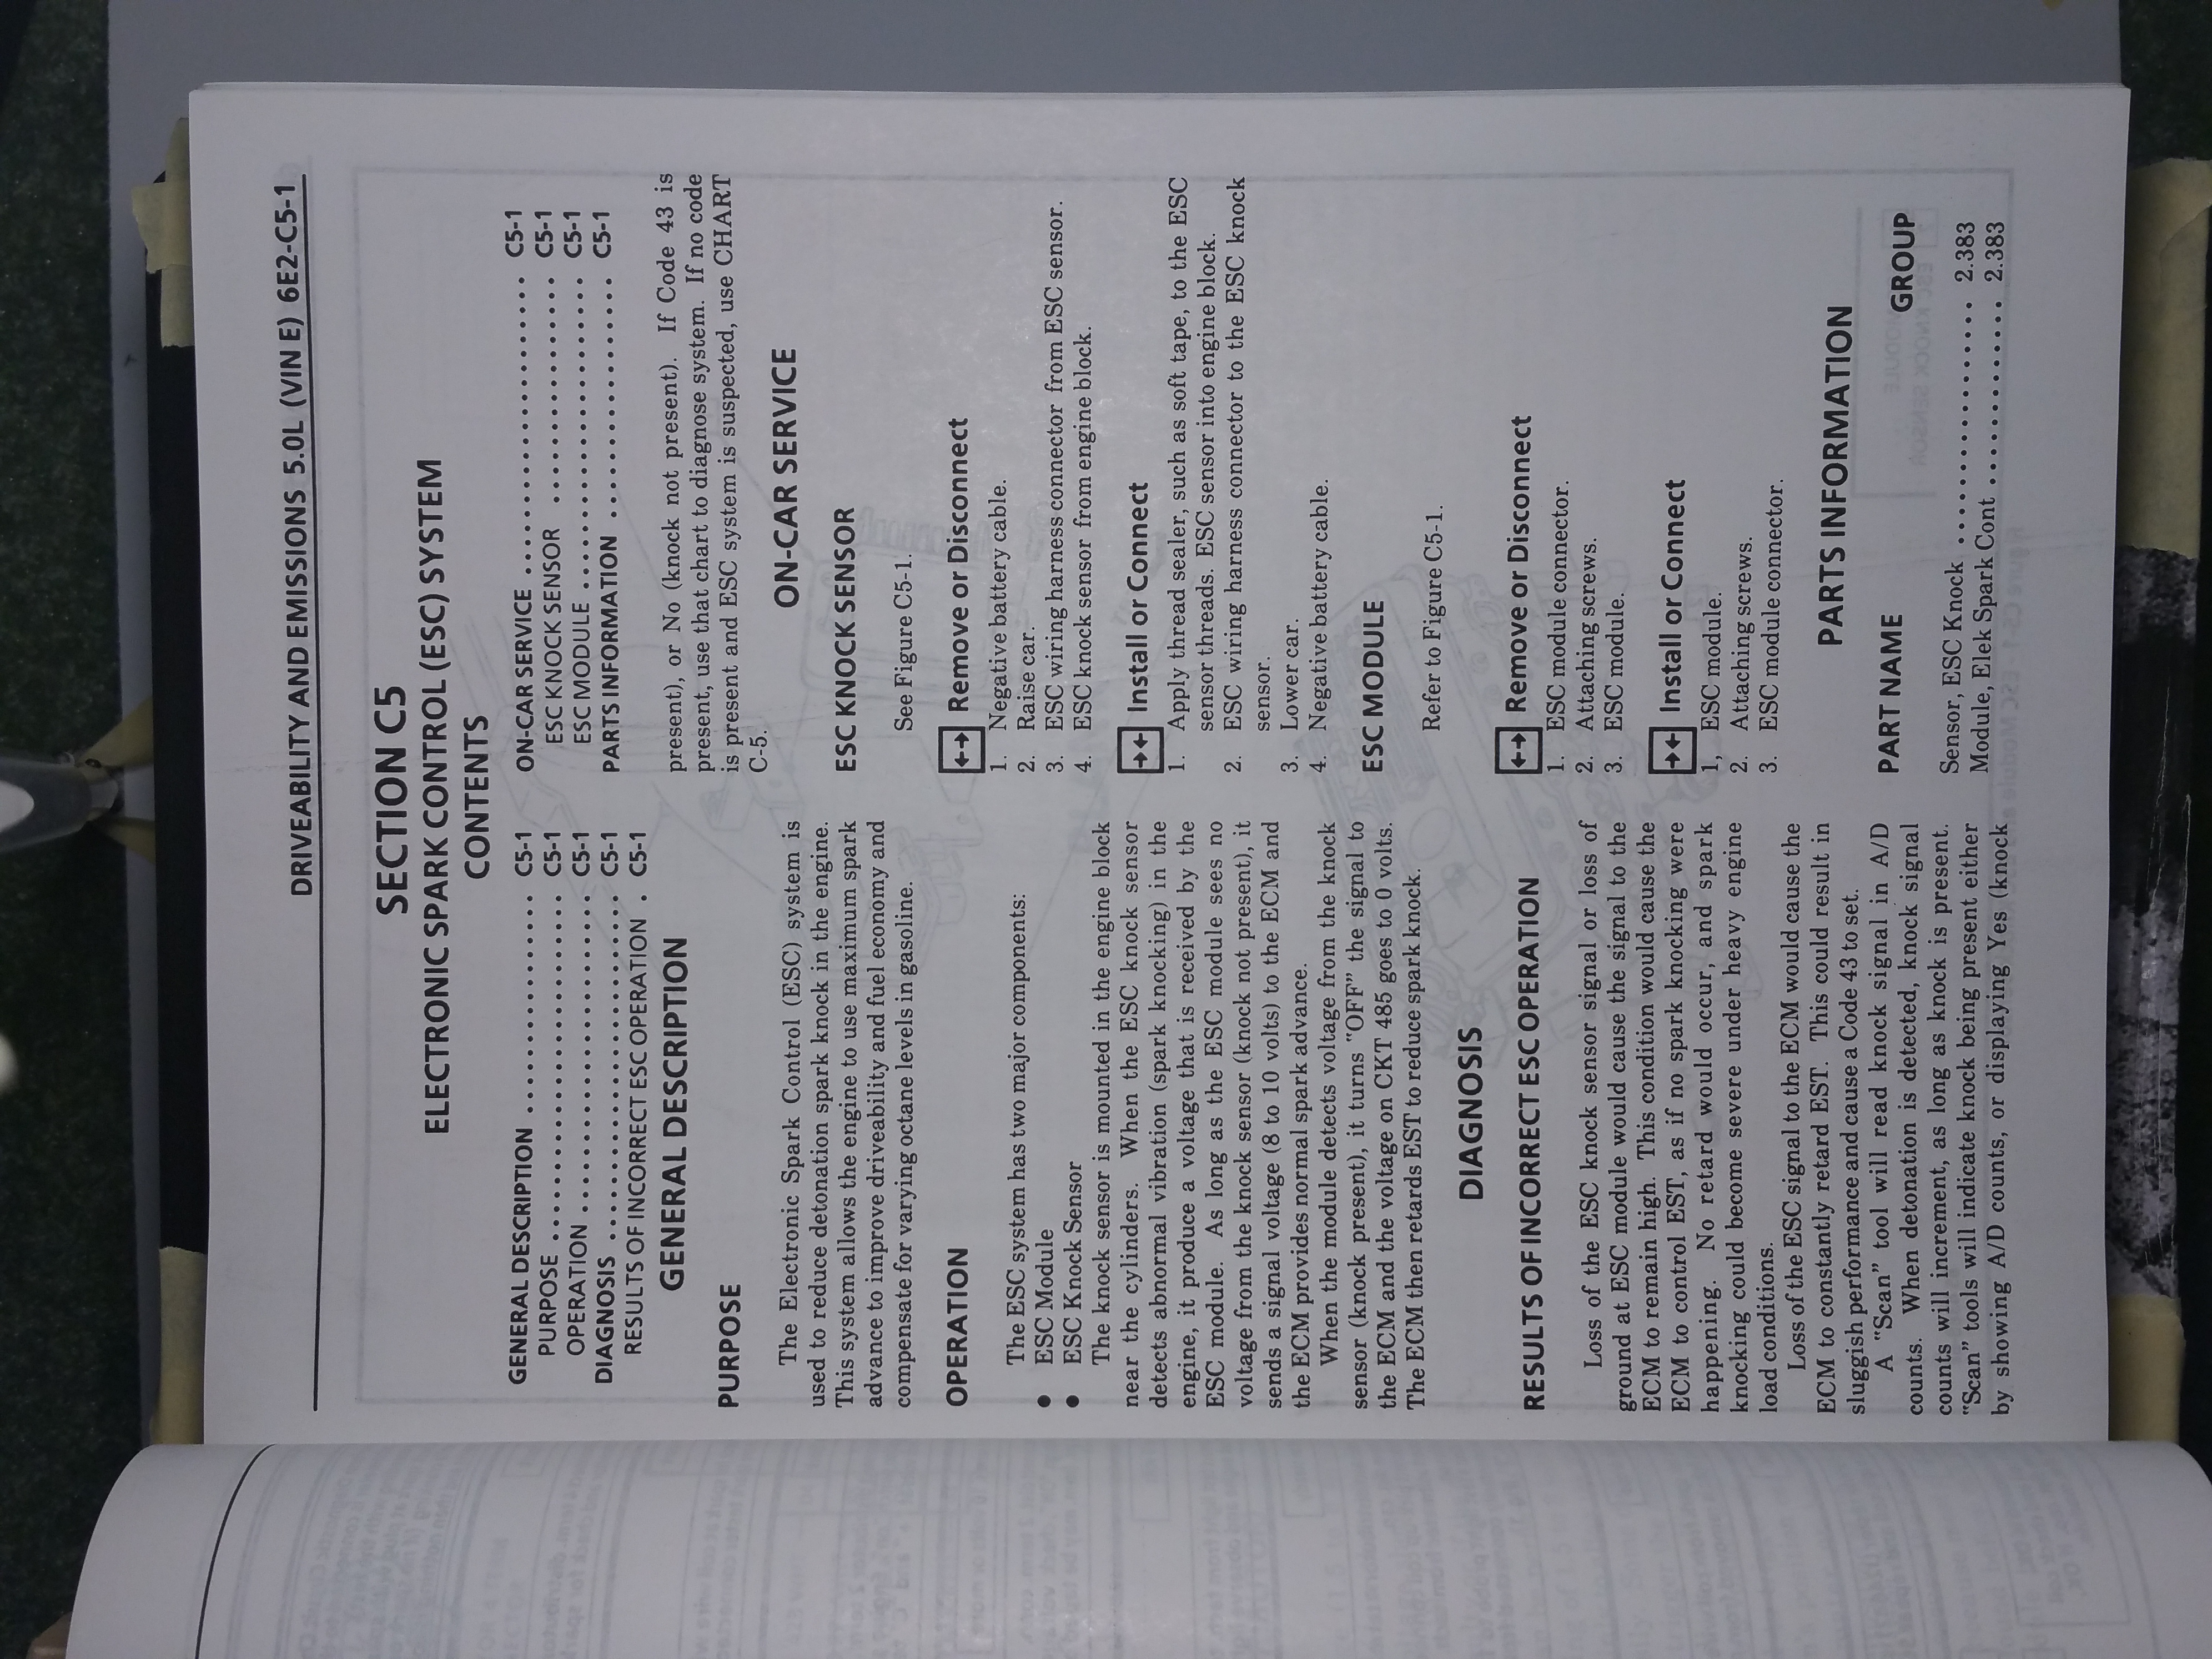 DRIVEABILITY AND EMISSIONS 5.0L (VIN E) 6E2-C5-1
SECTION C5
ELECTRONIC SPARK CONTROL (ESC) SYSTEM
CONTENTS
GENERAL DESCRIPTION ........................ C5-1
PURPOSE .................................... C5-1
OPERATION .................................. C5-1
DIAGNOSIS .................................. C5-1
RESULTS OF INCORRECT ESC OPERATION . C5-1
ON-CAR SERVICE ............................. C5-1
ESC KNOCK SENSOR ........................... C5-1
ESC MODULE ................................. C5-1
PARTS INFORMATION .......................... C5-1
GENERAL DESCRIPTION
PURPOSE
The Electronic Spark Control (ESC) system is
used to reduce detonation spark knock in the engine.
This system allows the engine to use maximum spark
advance to improve driveability and fuel economy and
compensate for varying octane levels in gasoline.
OPERATION
The ESC system has two major components:
● ESC Module
● ESC Knock Sensor
The knock sensor is mounted in the engine block
near the cylinders. When the ESC knock sensor
detects abnormal vibration (spark knocking) in the
engine, it produce a voltage that is received by the
ESC module. As long as the ESC module sees no
voltage from the knock sensor (knock not present), it
sends a signal voltage (8 to 10 volts) to the ECM and
the ECM provides normal spark advance.
When the module detects voltage from the knock
sensor (knock present), it turns "OFF" the signal to
the ECM and the voltage on CKT 485 goes to 0 volts.
The ECM then retards EST to reduce spark knock.
DIAGNOSIS
RESULTS OF INCORRECT ESC OPERATION
Loss of the ESC knock sensor signal or loss of
ground at ESC module would cause the signal to the
ECM to remain high. This condition would cause the
ECM to control EST, as if no spark knocking were
happening. No retard would occur, and spark
knocking could become severe under heavy engine
load conditions.
Loss of the ESC signal to the ECM would cause the
ECM to constantly retard EST. This could result in
sluggish performance and cause a Code 43 to set.
A "Scan" tool will read knock signal in A/D
counts. When detonation is detected, knock signal
counts will increment, as long as knock is present.
"Scan" tools will indicate knock being present either
by showing A/D counts, or displaying Yes (knock
present), or No (knock not present). If Code 43 is
present, use that chart to diagnose system. If no code
is present and ESC system is suspected, use CHART
C-5.
ON-CAR SERVICE
ESC KNOCK SENSOR
See Figure C5-1.
Remove or Disconnect
1. Negative battery cable.
2. Raise car.
3. ESC wiring harness connector from ESC sensor.
4. ESC knock sensor from engine block.
Install or Connect
1. Apply thread sealer, such as soft tape, to the ESC
sensor threads. ESC sensor into engine block.
2. ESC wiring harness connector to the ESC knock
sensor.
3. Lower car.
4. Negative battery cable.
ESC MODULE
Refer to Figure C5-1.
Remove or Disconnect
1. ESC module connector.
2. Attaching screws.
3. ESC module.
Install or Connect
1, ESC module.
2. Attaching screws.
3. ESC module connector.
PARTS INFORMATION
PART NAME GROUP
Sensor, ESC Knock ...................... 2.383
Module, Elek Spark Cont ................ 2.383